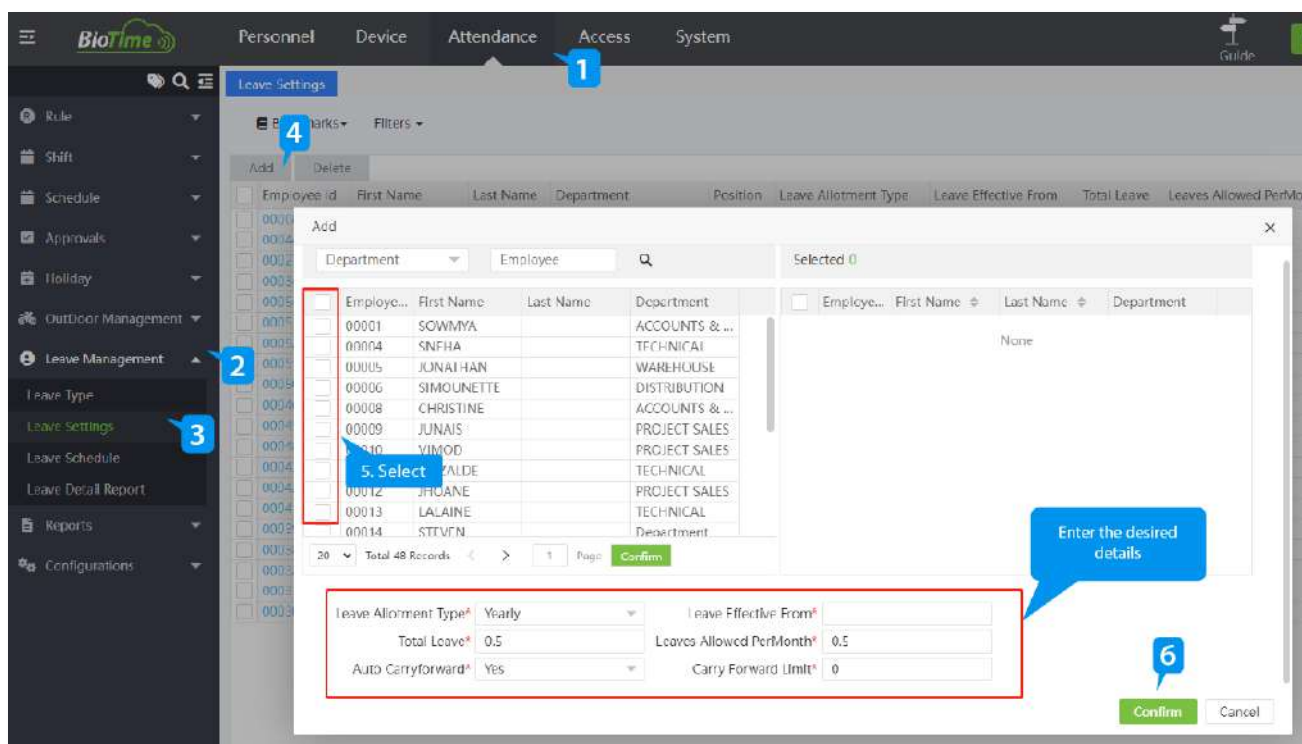 BioTime
Personnel Device Attendance Access System
Guide
1
Leave Settings
Rule
Filters
4
Shift
Add Delete
Schedule
Employee Id First Name Last Name Department Position Leave Allotment Type Leave Effective From Total Leave Leaves Allowed PerMo
Approvals
Holiday
OutDoor Management
Leave Management
2
Leave Type
Leave Settings
3
Leave Schedule
Leave Detail Report
Reports
Configurations
Add
Department Employee
Selected 0
Employe... First Name Last Name Department
00001 SOWMYA ACCOUNTS & ...
00004 SNEHA TECHNICAL
00005 JONATHAN WAREHOUSE
00006 SIMOUNETTE DISTRIBUTION
00008 CHRISTINE ACCOUNTS & ...
00009 JUNAIS PROJECT SALES
VIMOD PROJECT SALES
5. Select
TECHNICAL
00012 JHOANE PROJECT SALES
00013 LALAINE TECHNICAL
00014 STEVEN Department
20 Total 48 Records 1 Page Confirm
Employe... First Name Last Name Department
None
Enter the desired
details
Leave Allotment Type* Yearly Leave Effective From*
Total Leave* 0.5 Leaves Allowed PerMonth* 0.5
Auto Carryforward* Yes Carry Forward Limit* 0
6
Confirm Cancel